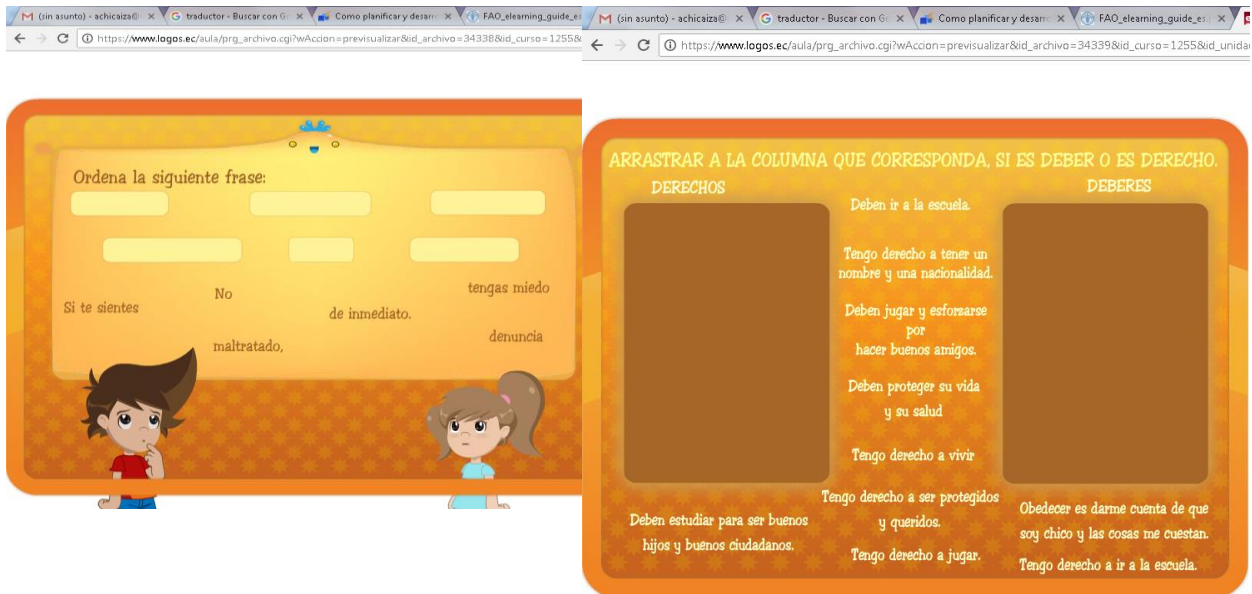 M (sin asunto) - achicaiza@
G traductor - Buscar con G
Como planificar y desarr
FAO_elearning_guide_es
https://www.logos.ec/aula/prg_archivo.cgi?wAccion=previsualizar&id_archivo=34338&id_curso=1255&
Ordena la siguiente frase:
Si te sientes
No
tengas miedo
de inmediato.
maltratado,
denuncia
M (sin asunto) - achicaiza@
G traductor - Buscar con G
Como planificar y desarr
FAO_elearning_guide_es
https://www.logos.ec/aula/prg_archivo.cgi?wAccion=previsualizar&id_archivo=34339&id_curso=1255&id_unida
ARRASTRAR A LA COLUMNA QUE CORRESPONDA, SI ES DEBER O ES DERECHO.
DERECHOS
DEBERES
Deben ir a la escuela.
Tengo derecho a tener un
nombre y una nacionalidad.
Deben jugar y esforzarse
por
hacer buenos amigos.
Deben proteger su vida
y su salud
Tengo derecho a vivir
Tengo derecho a ser protegidos
y queridos.
Tengo derecho a jugar.
Deben estudiar para ser buenos
hijos y buenos ciudadanos.
Obedecer es darme cuenta de que
soy chico y las cosas me cuestan.
Tengo derecho a ir a la escuela.